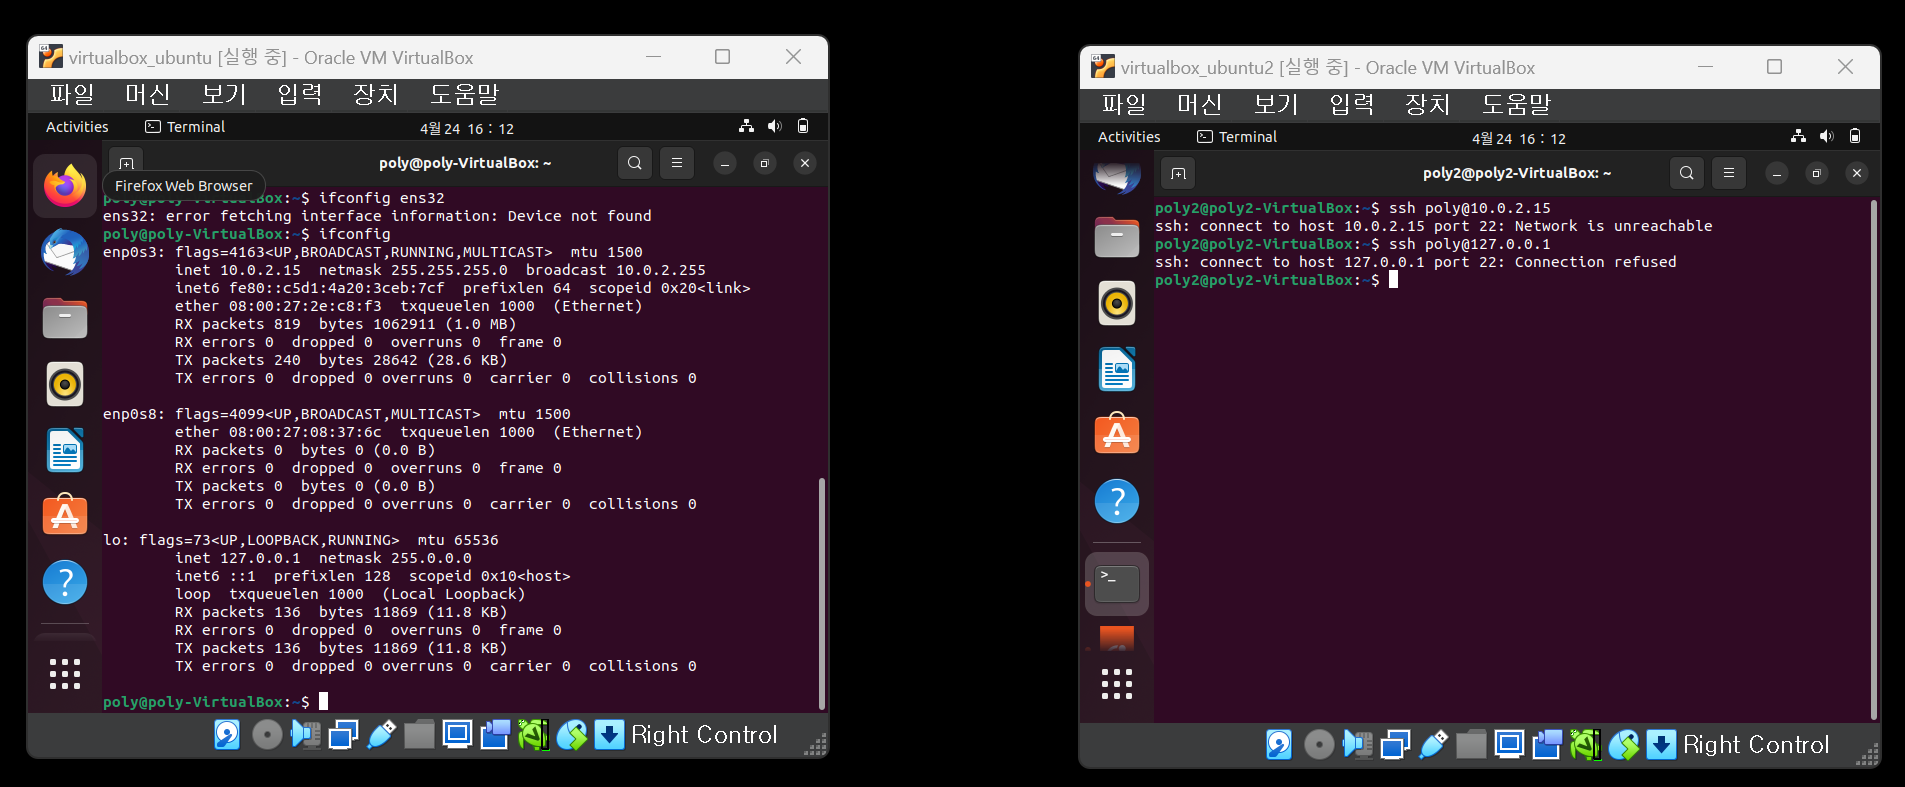 virtualbox_ubuntu [실행 중] - Oracle VM VirtualBox
파일 머신 보기 입력 장치 도움말
Activities Terminal 4월 24 16 : 12
poly@poly-VirtualBox: ~
Firefox Web Browser
poly@poly-VirtualBox:~$ ifconfig ens32
ens32: error fetching interface information: Device not found
poly@poly-VirtualBox:~$ ifconfig
enp0s3: flags=4163<UP,BROADCAST,RUNNING,MULTICAST>  mtu 1500
        inet 10.0.2.15  netmask 255.255.255.0  broadcast 10.0.2.255
        inet6 fe80::c5d1:4a20:3ceb:7cf  prefixlen 64  scopeid 0x20<link>
        ether 08:00:27:2e:c8:f3  txqueuelen 1000  (Ethernet)
        RX packets 819  bytes 1062911 (1.0 MB)
        RX errors 0  dropped 0  overruns 0  frame 0
        TX packets 240  bytes 28642 (28.6 KB)
        TX errors 0  dropped 0 overruns 0  carrier 0  collisions 0
enp0s8: flags=4099<UP,BROADCAST,MULTICAST>  mtu 1500
        ether 08:00:27:08:37:6c  txqueuelen 1000  (Ethernet)
        RX packets 0  bytes 0 (0.0 B)
        RX errors 0  dropped 0  overruns 0  frame 0
        TX packets 0  bytes 0 (0.0 B)
        TX errors 0  dropped 0 overruns 0  carrier 0  collisions 0
lo: flags=73<UP,LOOPBACK,RUNNING>  mtu 65536
        inet 127.0.0.1  netmask 255.0.0.0
        inet6 ::1  prefixlen 128  scopeid 0x10<host>
        loop  txqueuelen 1000  (Local Loopback)
        RX packets 136  bytes 11869 (11.8 KB)
        RX errors 0  dropped 0  overruns 0  frame 0
        TX packets 136  bytes 11869 (11.8 KB)
        TX errors 0  dropped 0 overruns 0  carrier 0  collisions 0
poly@poly-VirtualBox:~$
Right Control
virtualbox_ubuntu2 [실행 중] - Oracle VM VirtualBox
파일 머신 보기 입력 장치 도움말
Activities Terminal 4월 24 16 : 12
poly2@poly2-VirtualBox: ~
poly2@poly2-VirtualBox:~$ ssh poly@10.0.2.15
ssh: connect to host 10.0.2.15 port 22: Network is unreachable
poly2@poly2-VirtualBox:~$ ssh poly@127.0.0.1
ssh: connect to host 127.0.0.1 port 22: Connection refused
poly2@poly2-VirtualBox:~$
Right Control